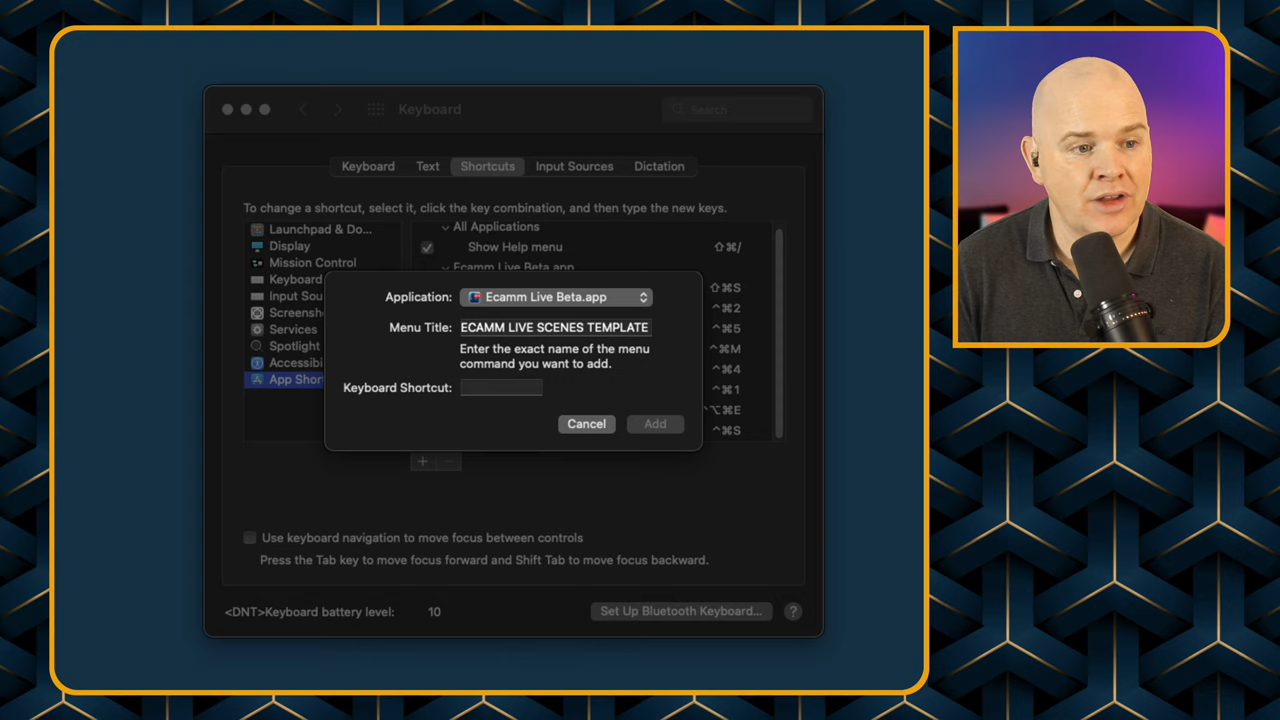 Keyboard
Search
Keyboard Text Shortcuts Input Sources Dictation
To change a shortcut, select it, click the key combination, and then type the new keys.
Launchpad & Do...
Display
Mission Control
Keyboard
Input Sou
Screensh
Services
Spotlight
Accessibi
App Shor
All Applications
Show Help menu ⇧⌘/
Ecamm Live Beta.app
⇧⌘S
^⌘2
^⌘5
^⌘M
^⌘4
^⌘1
^⌥⌘E
^⌘S
Application: Ecamm Live Beta.app
Menu Title: ECAMM LIVE SCENES TEMPLATE
Enter the exact name of the menu
command you want to add.
Keyboard Shortcut:
Cancel Add
+ −
Use keyboard navigation to move focus between controls
Press the Tab key to move focus forward and Shift Tab to move focus backward.
<DNT>Keyboard battery level: 10
Set Up Bluetooth Keyboard... ?